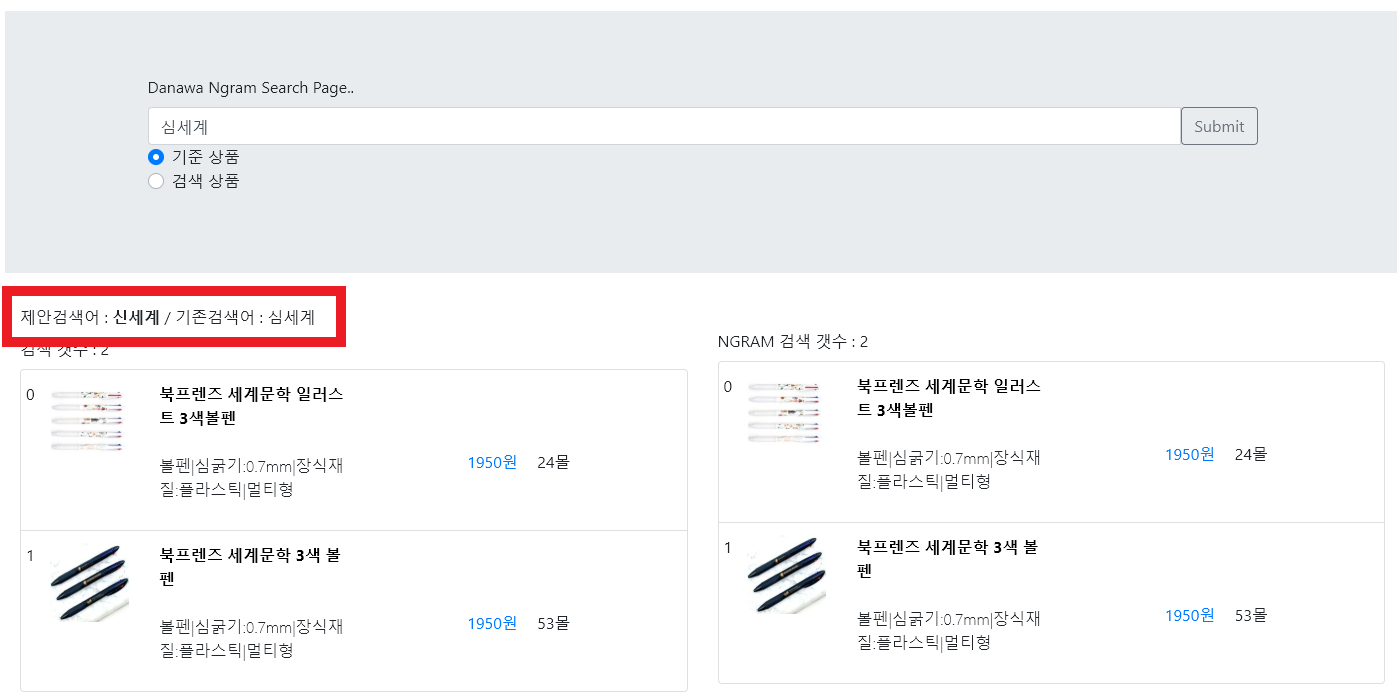 Danawa Ngram Search Page..
심세계
Submit
기준 상품
검색 상품
제안검색어 : 신세계 / 기존검색어 : 심세계
검색 갯수 : 2
0
북프렌즈 세계문학 일러스
트 3색볼펜
볼펜|심굵기:0.7mm|장식재
질:플라스틱|멀티형
1950원
24몰
1
북프렌즈 세계문학 3색 볼
펜
볼펜|심굵기:0.7mm|장식재
질:플라스틱|멀티형
1950원
53몰
NGRAM 검색 갯수 : 2
0
북프렌즈 세계문학 일러스
트 3색볼펜
볼펜|심굵기:0.7mm|장식재
질:플라스틱|멀티형
1950원
24몰
1
북프렌즈 세계문학 3색 볼
펜
볼펜|심굵기:0.7mm|장식재
질:플라스틱|멀티형
1950원
53몰